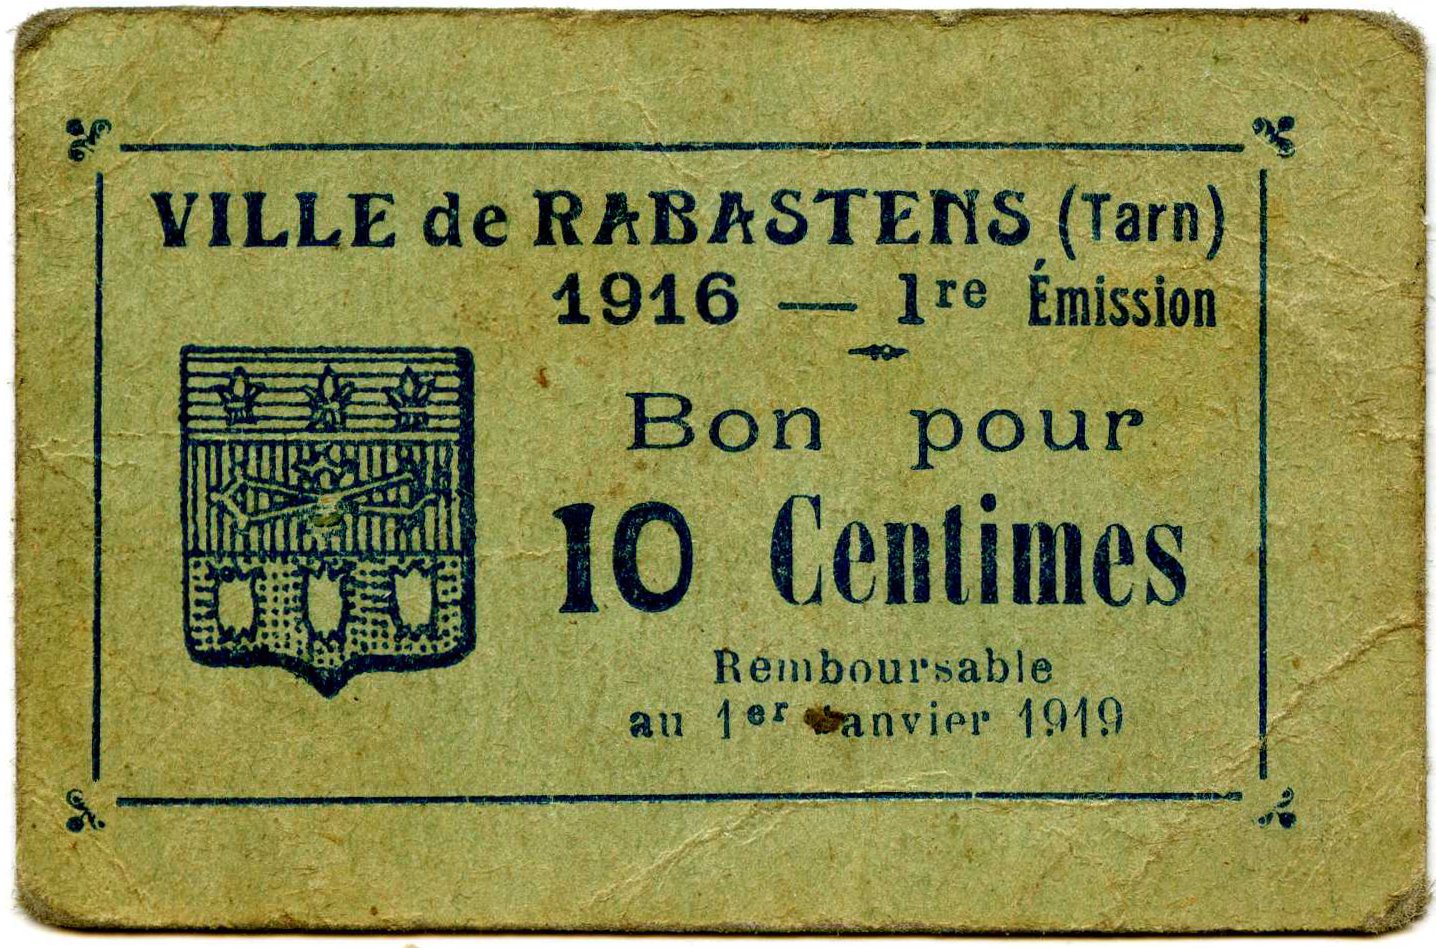 VILLE de RABASTENS (Tarn)
1916 — 1re Émission
Bon pour
10 Centimes
Remboursable
au 1er Janvier 1919